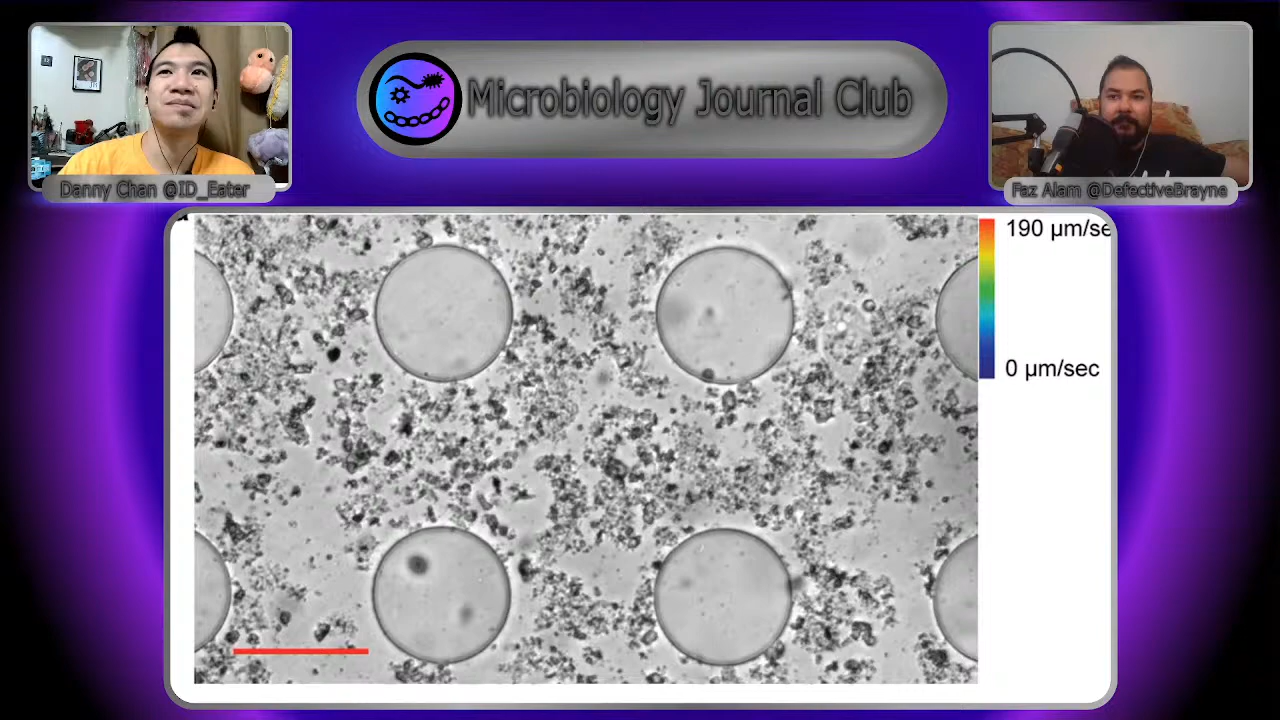 Microbiology Journal Club
Danny Chan @ID_Eater
Faz Alam @DefectiveBrayne
190 µm/se
0 µm/sec